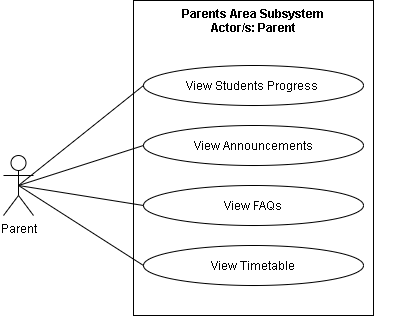 Parents Area Subsystem
Actor/s: Parent
View Students Progress
View Announcements
View FAQs
Parent
View Timetable